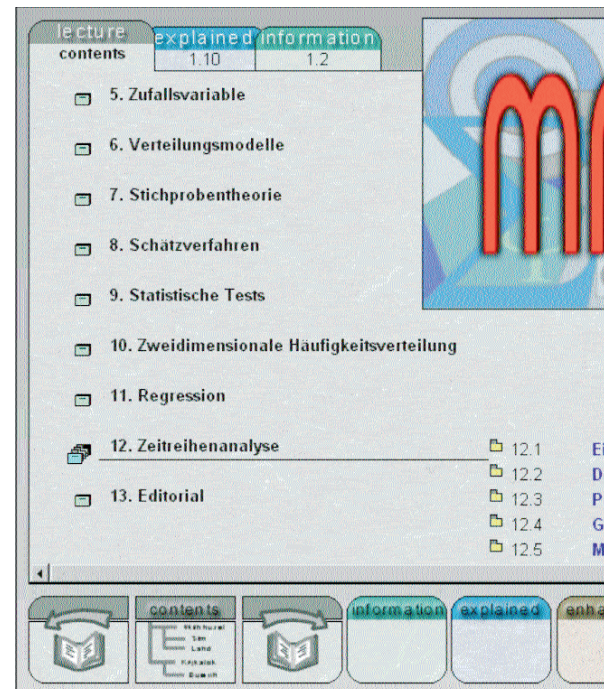 lecture explained information
contents 1.10 1.2
5. Zufallsvariable
6. Verteilungsmodelle
7. Stichprobentheorie
8. Schätzverfahren
9. Statistische Tests
10. Zweidimensionale Häufigkeitsverteilung
11. Regression
12. Zeitreihenanalyse
12.1 Ei
12.2 D
12.3 P
13. Editorial
12.4 G
12.5 M
contents information explained enha